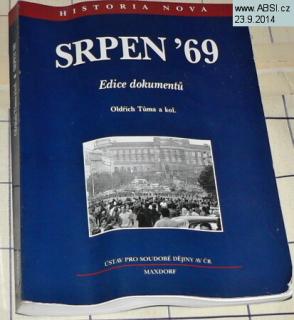 www.ABSI.cz
23.9.2014
HISTORIA NOVA
SRPEN '69
Edice dokumentů
Oldřich Tůma a kol.
ÚSTAV PRO SOUDOBÉ DĚJINY AV ČR
MAXDORF